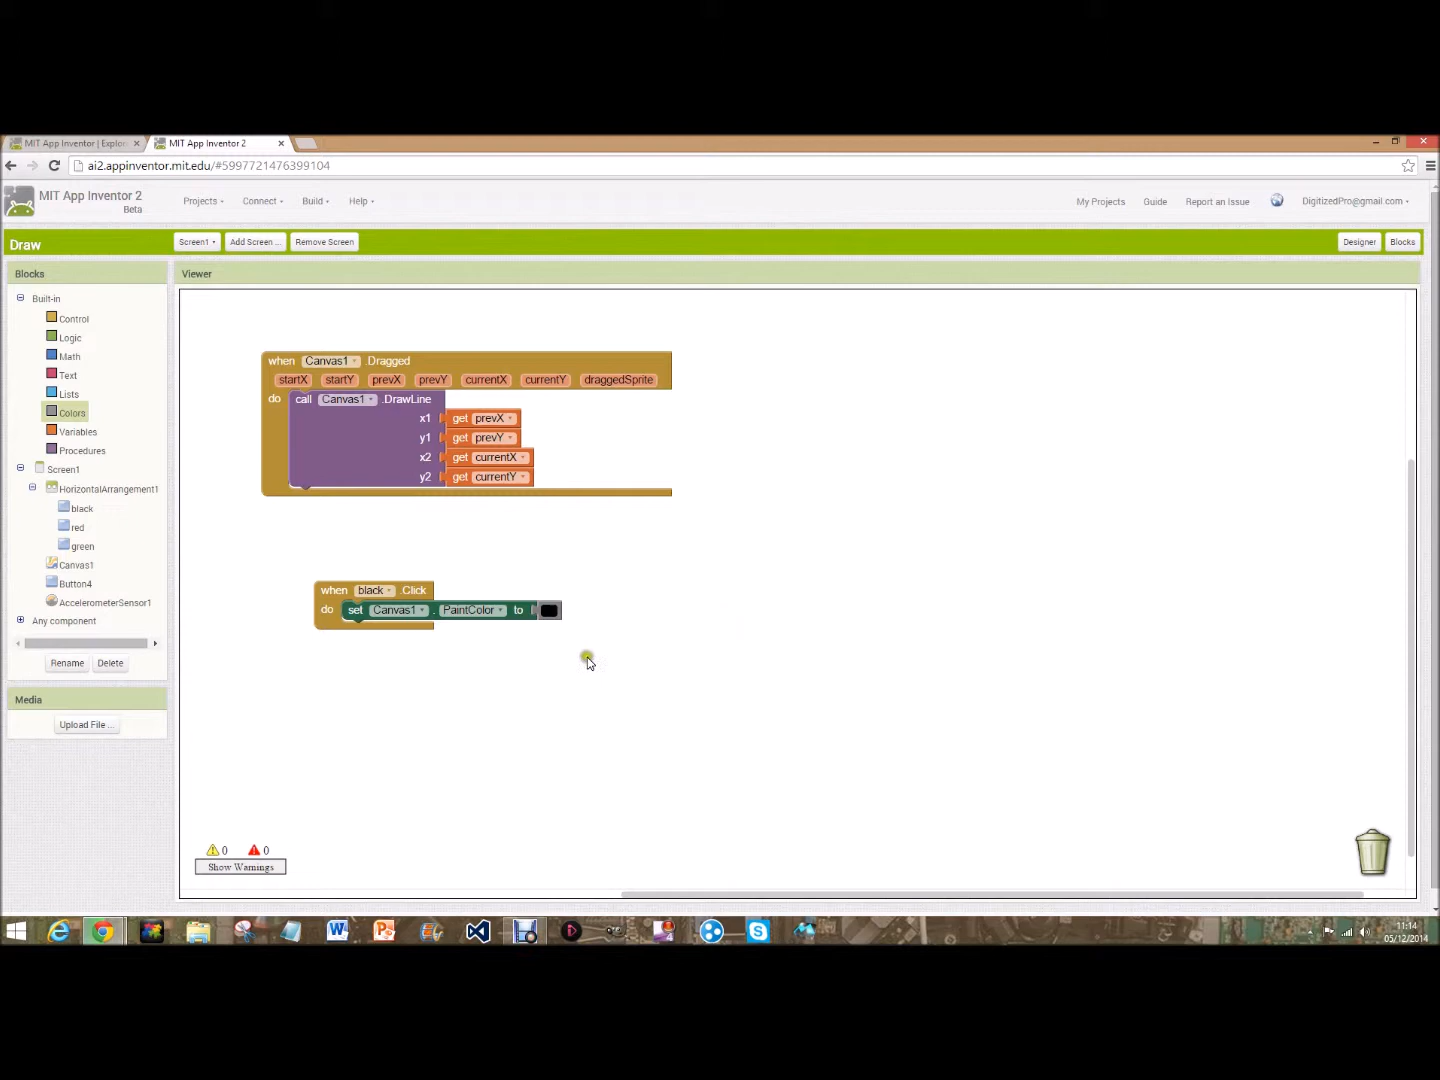 MIT App Inventor | Explor
MIT App Inventor 2
ai2.appinventor.mit.edu/#5997721476399104
MIT App Inventor 2
Beta
Projects
Connect
Build
Help
My Projects
Guide
Report an Issue
DigitizedPro@gmail.com
Draw
Screen1
Add Screen ...
Remove Screen
Designer
Blocks
Blocks
Viewer
Built-in
Control
Logic
Math
Text
Lists
Colors
Variables
Procedures
Screen1
HorizontalArrangement1
black
red
green
Canvas1
Button4
AccelerometerSensor1
Any component
Rename
Delete
Media
Upload File ...
when Canvas1 .Dragged
startX startY prevX prevY currentX currentY draggedSprite
do call Canvas1 .DrawLine
x1 get prevX
y1 get prevY
x2 get currentX
y2 get currentY
when black .Click
do set Canvas1 . PaintColor to
0 0
Show Warnings
11:14
05/12/2014